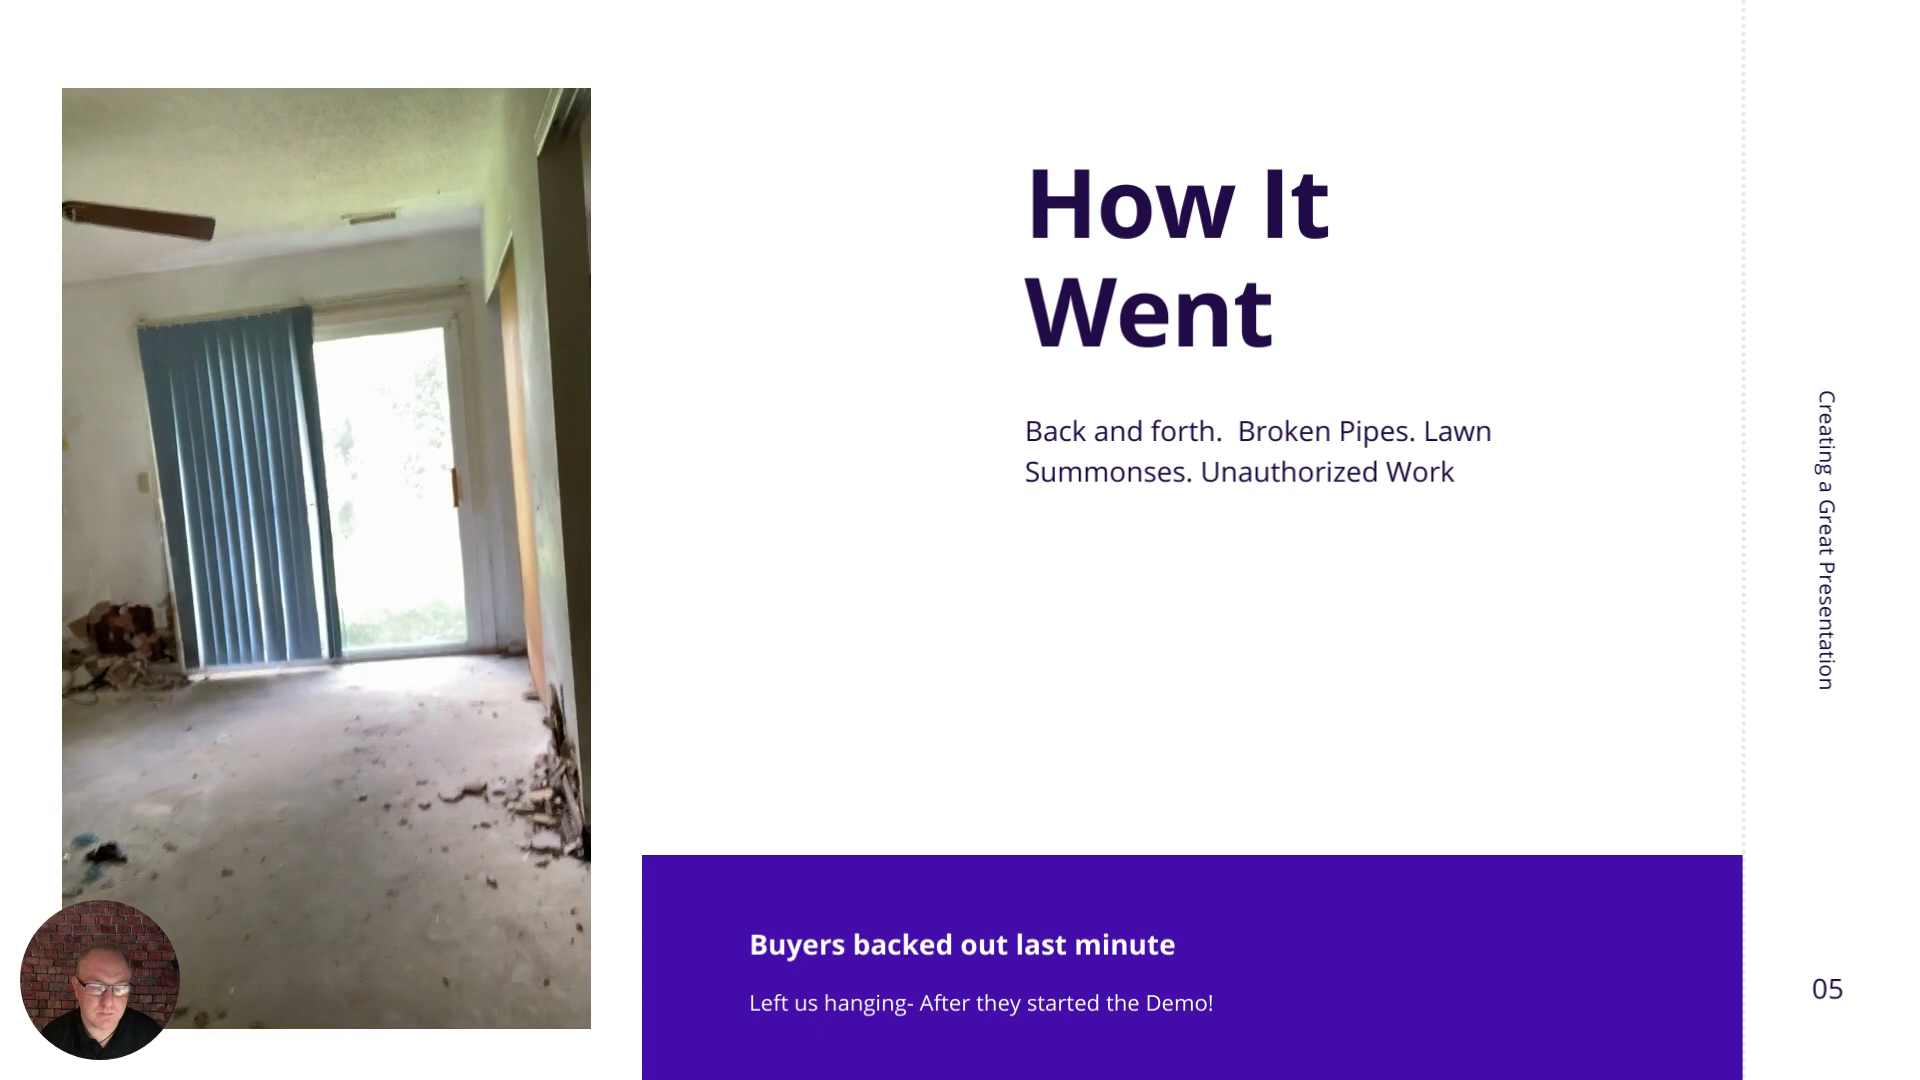 How It
Went
Back and forth.  Broken Pipes. Lawn
Summonses. Unauthorized Work
Creating a Great Presentation
Buyers backed out last minute
Left us hanging- After they started the Demo!
05